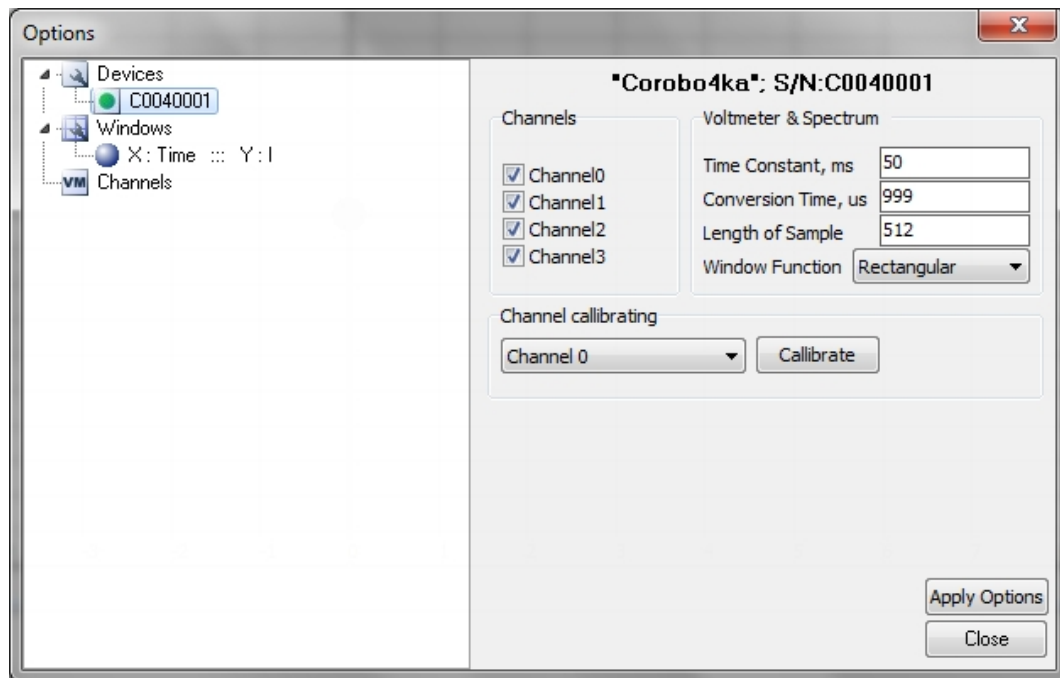 Options
Devices
C0040001
Windows
X : Time ::: Y : I
VM Channels
"Corobo4ka"; S/N:C0040001
Channels
Channel0
Channel1
Channel2
Channel3
Voltmeter & Spectrum
Time Constant, ms 50
Conversion Time, us 999
Length of Sample 512
Window Function Rectangular
Channel callibrating
Channel 0 Callibrate
Apply Options
Close